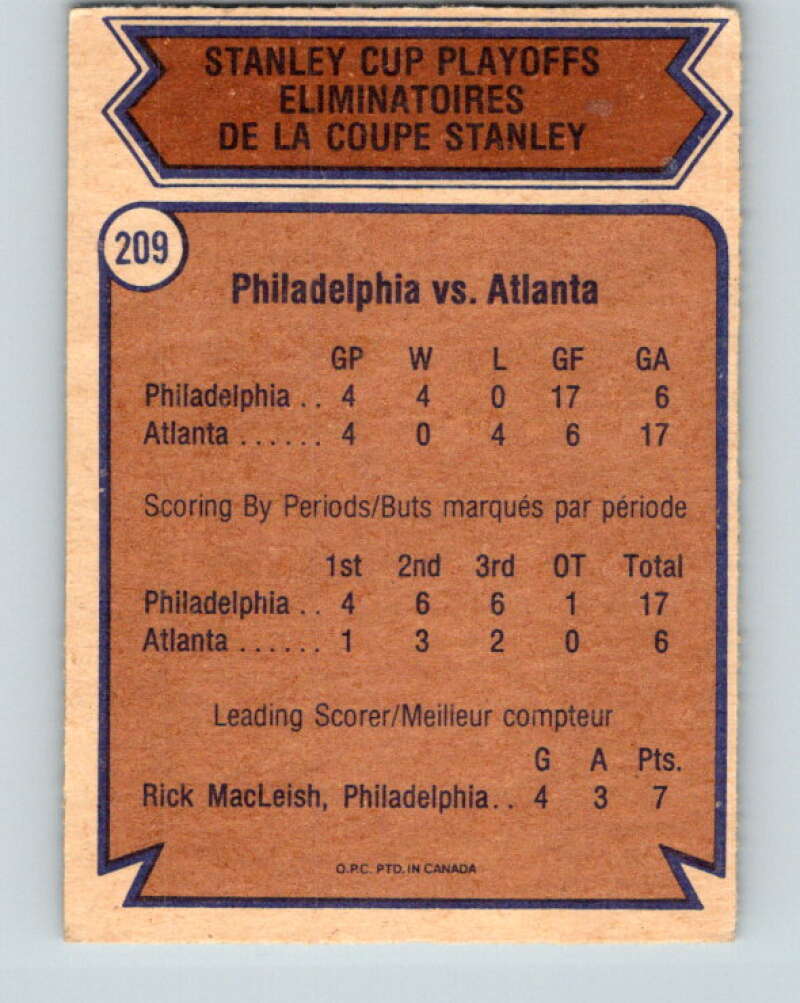 STANLEY CUP PLAYOFFS
ELIMINATOIRES
DE LA COUPE STANLEY
209
Philadelphia vs. Atlanta
GP W L GF GA
Philadelphia .. 4 4 0 17 6
Atlanta ...... 4 0 4 6 17
Scoring By Periods/Buts marqués par période
1st 2nd 3rd OT Total
Philadelphia .. 4 6 6 1 17
Atlanta ...... 1 3 2 0 6
Leading Scorer/Meilleur compteur
G A Pts.
Rick MacLeish, Philadelphia.. 4 3 7
O.P.C. PTD. IN CANADA